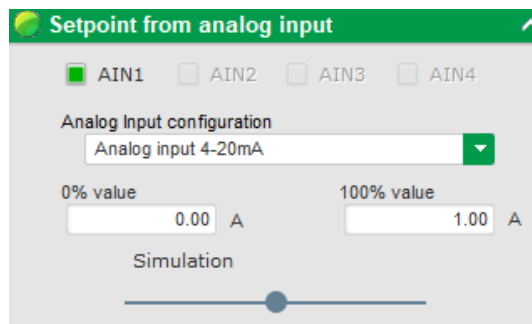 Setpoint from analog input
AIN1 AIN2 AIN3 AIN4
Analog Input configuration
Analog input 4-20mA
0% value 100% value
0.00 A 1.00 A
Simulation